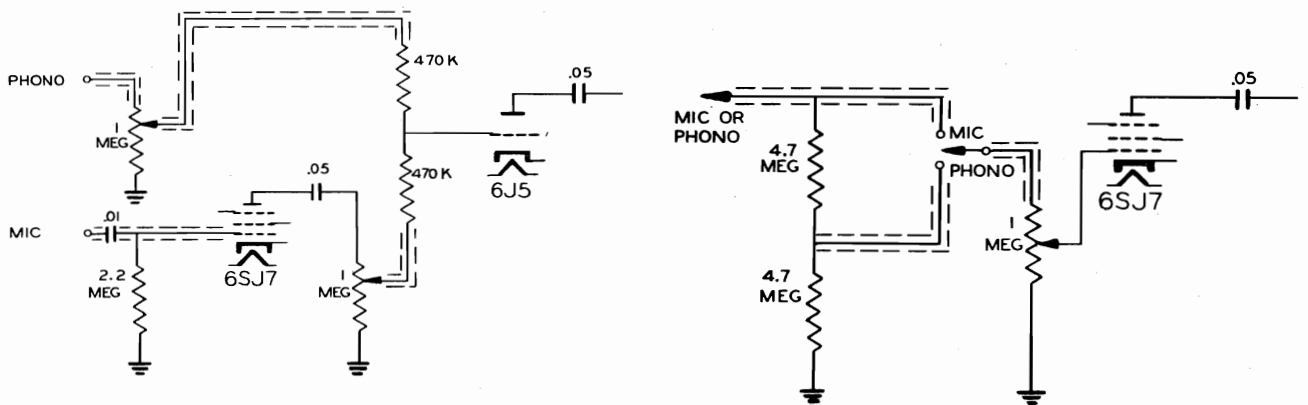 PHONO
1
MEG
470 K
.05
6J5
470K
.05
MIC
.01
6SJ7
2.2
MEG
1
MEG
MIC OR
PHONO
4.7
MEG
MIC
PHONO
.05
6SJ7
1
MEG
4.7
MEG